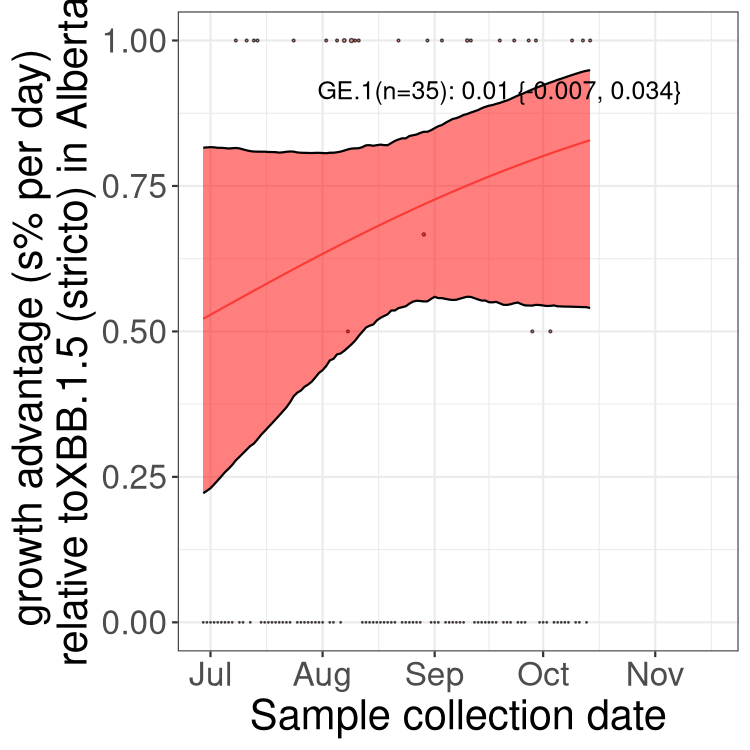 growth advantage (s% per day)
relative toXBB.1.5 (stricto) in Alberta
1.00
0.75
0.50
0.25
0.00
GE.1(n=35): 0.01 {-0.007, 0.034}
Jul Aug Sep Oct Nov
Sample collection date